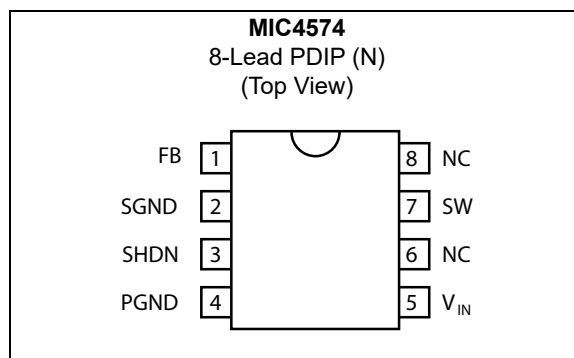 MIC4574
8-Lead PDIP (N)
(Top View)
FB 1 8 NC
SGND 2 7 SW
SHDN 3 6 NC
PGND 4 5 VIN